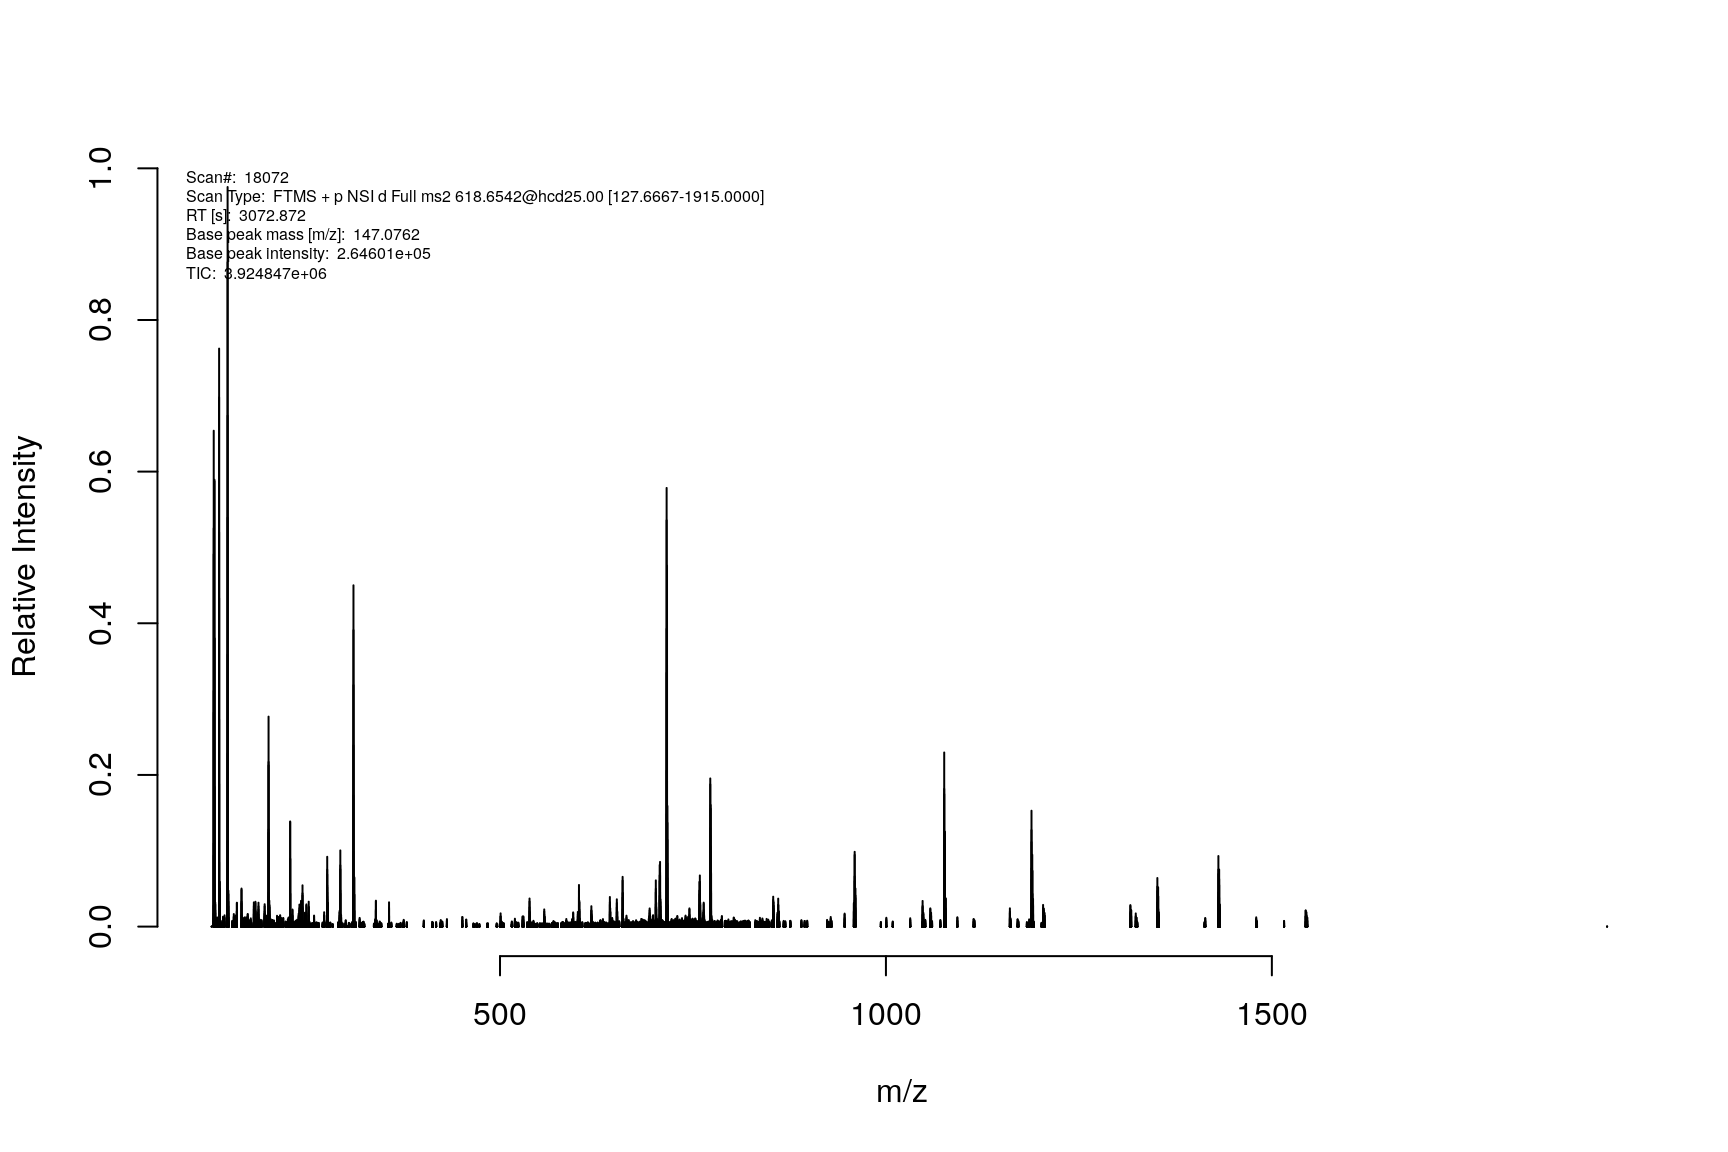 Scan#: 18072
Scan Type: FTMS + p NSI d Full ms2 618.6542@hcd25.00 [127.6667-1915.0000]
RT [s]: 3072.872
Base peak mass [m/z]: 147.0762
Base peak intensity: 2.64601e+05
TIC: 3.924847e+06
1.0
0.8
0.6
0.4
0.2
0.0
Relative Intensity
500 1000 1500
m/z